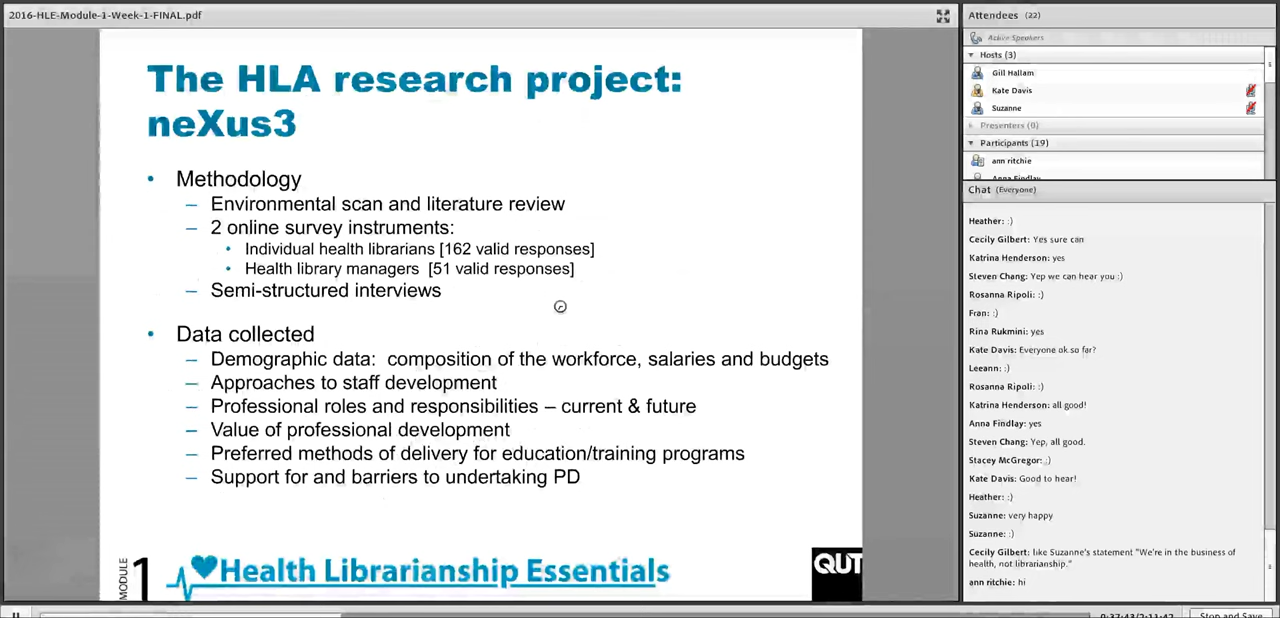 2016-HLE-Module-1-Week-1-FINAL.pdf
The HLA research project:
neXus3
• Methodology
– Environmental scan and literature review
– 2 online survey instruments:
• Individual health librarians [162 valid responses]
• Health library managers [51 valid responses]
– Semi-structured interviews
• Data collected
– Demographic data: composition of the workforce, salaries and budgets
– Approaches to staff development
– Professional roles and responsibilities – current & future
– Value of professional development
– Preferred methods of delivery for education/training programs
– Support for and barriers to undertaking PD
MODULE 1 Health Librarianship Essentials
QUT
Attendees (22)
Active Speakers
Hosts (3)
Gill Hallam
Kate Davis
Suzanne
Presenters (0)
Participants (19)
ann ritchie
Anna Findlay
Chat (Everyone)
Heather: :)
Cecily Gilbert: Yes sure can
Katrina Henderson: yes
Steven Chang: Yep we can hear you :)
Rosanna Ripoli: :)
Fran: :)
Rina Rukmini: yes
Kate Davis: Everyone ok so far?
Leeann: :)
Rosanna Ripoli: :)
Katrina Henderson: all good!
Anna Findlay: yes
Steven Chang: Yep, all good.
Stacey McGregor: :)
Kate Davis: Good to hear!
Heather: :)
Suzanne: very happy
Suzanne: :)
Cecily Gilbert: like Suzanne's statement "We're in the business of
health, not librarianship."
ann ritchie: hi
0:37:43/2:11:42
Stop and Save